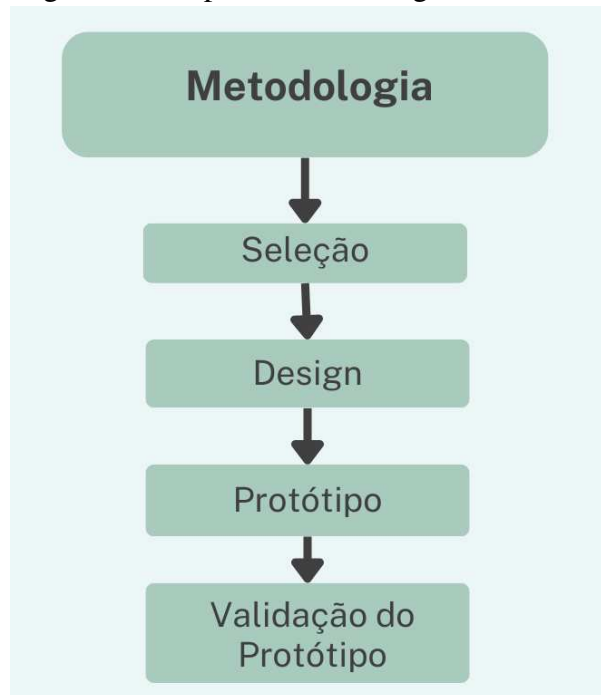 Metodologia
Seleção
Design
Protótipo
Validação do
Protótipo